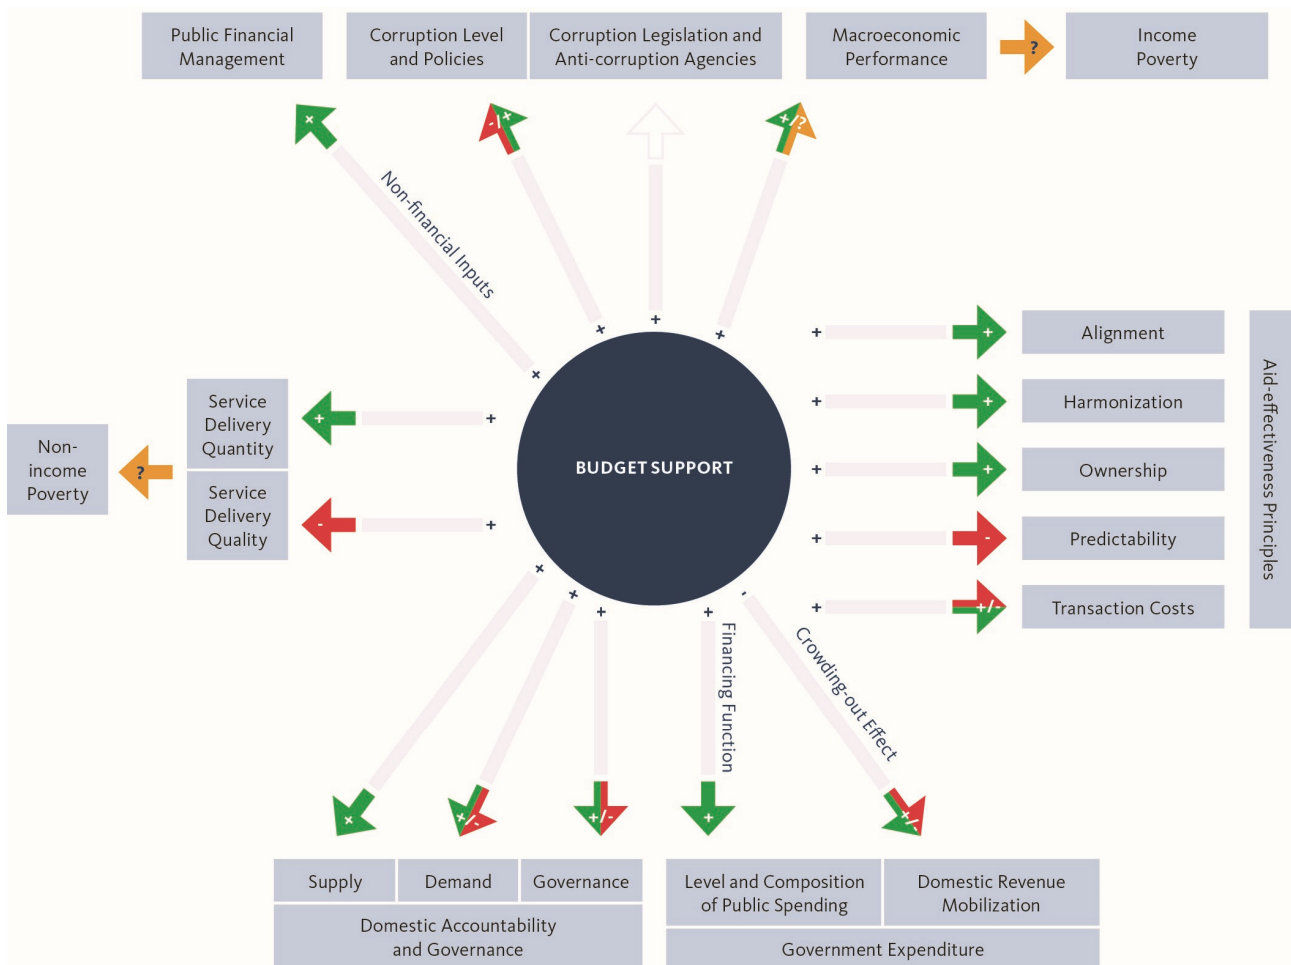 Public Financial
Management
Corruption Level
and Policies
Corruption Legislation and
Anti-corruption Agencies
Macroeconomic
Performance
?
Income
Poverty
+
-/+
+/?
Non-financial Inputs
+
+
+
+
+
+
Alignment
+
+
Harmonization
+
+
Ownership
+
-
Predictability
+
+/-
Transaction Costs
Aid-effectiveness Principles
BUDGET SUPPORT
Service
Delivery
Quantity
+
+
Service
Delivery
Quality
-
+
?
Non-
income
Poverty
+
+
+
+
-
Financing Function
Crowding-out Effect
+
+/-
+/-
+
+/-
Supply
Demand
Governance
Domestic Accountability
and Governance
Level and Composition
of Public Spending
Domestic Revenue
Mobilization
Government Expenditure